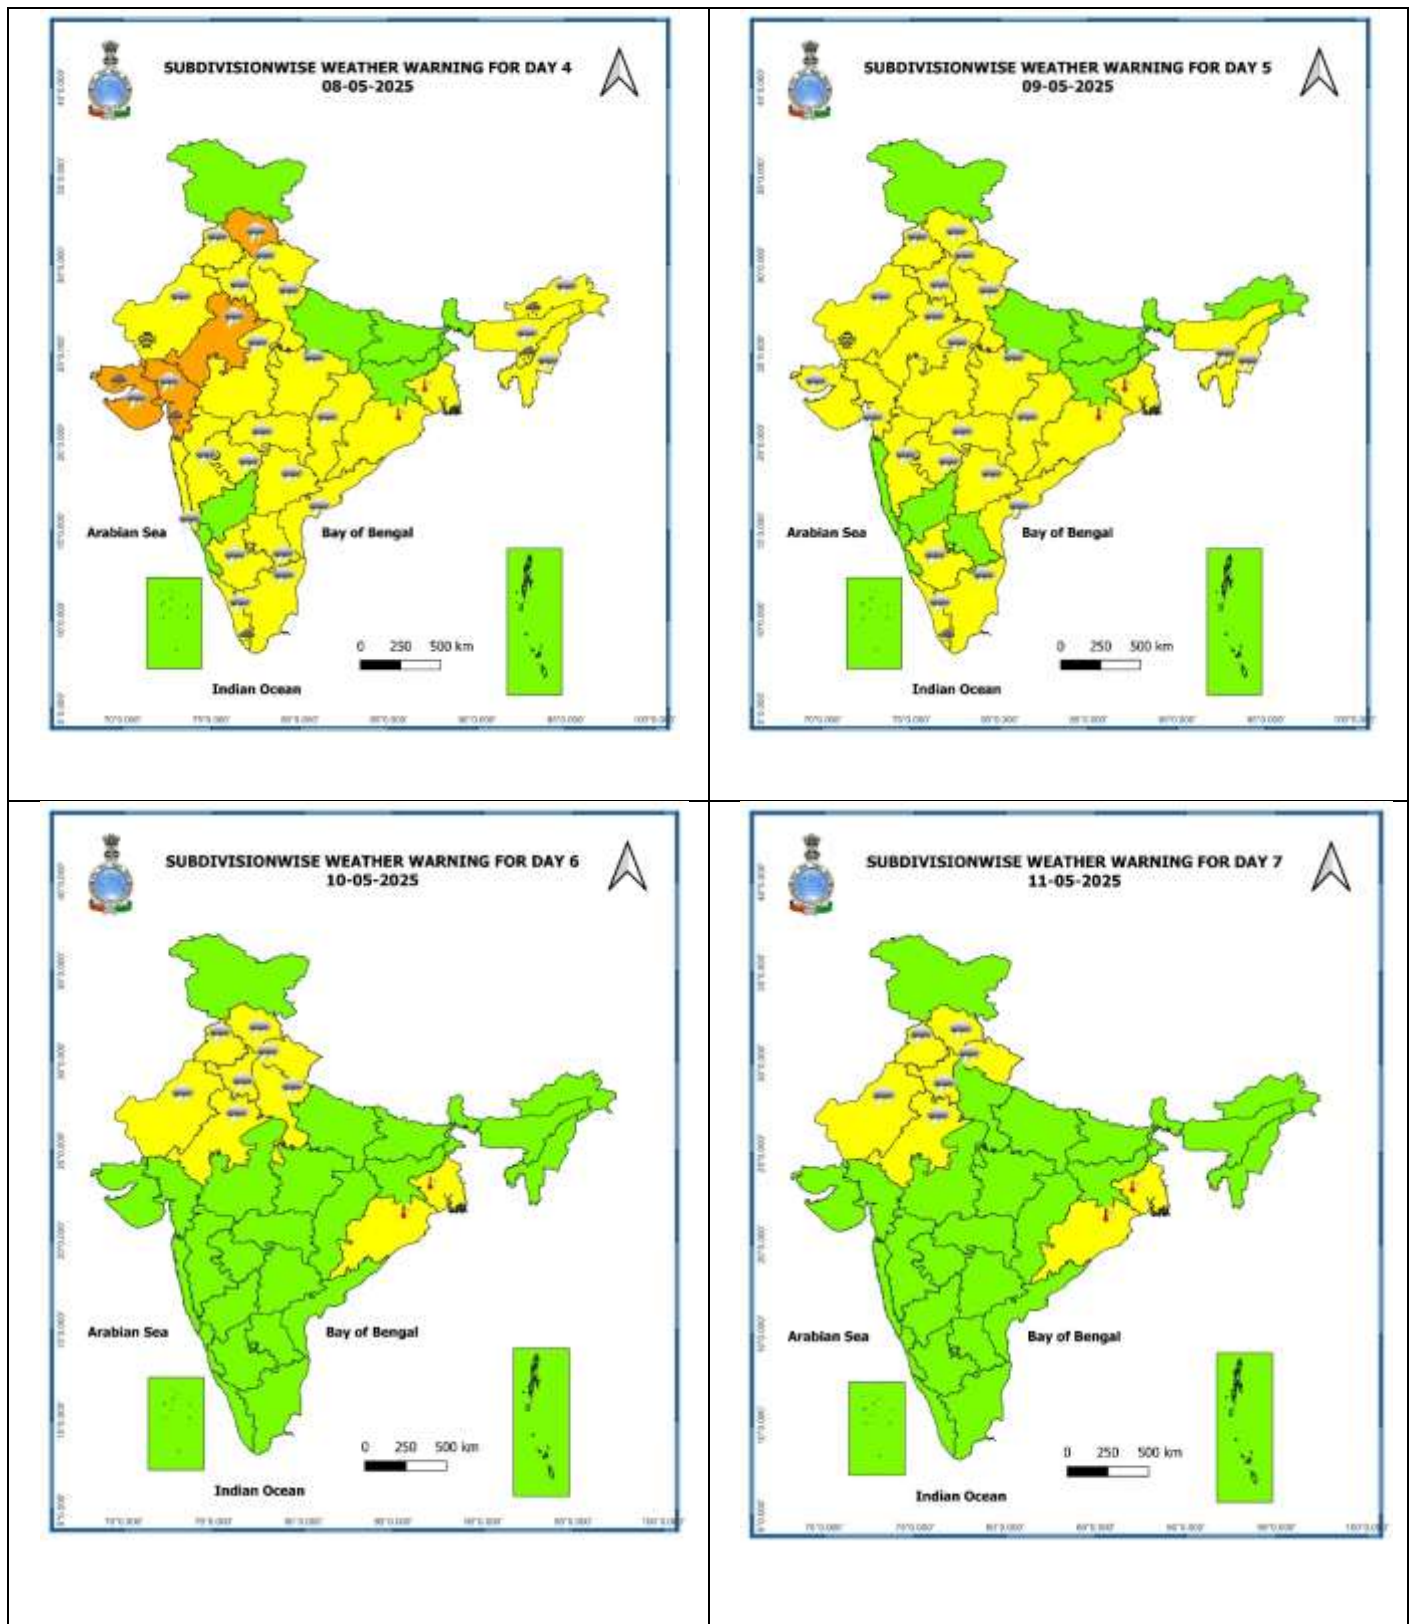 SUBDIVISIONWISE WEATHER WARNING FOR DAY 4
08-05-2025
Arabian Sea
Bay of Bengal
0 250 500 km
Indian Ocean
SUBDIVISIONWISE WEATHER WARNING FOR DAY 5
09-05-2025
Arabian Sea
Bay of Bengal
0 250 500 km
Indian Ocean
SUBDIVISIONWISE WEATHER WARNING FOR DAY 6
10-05-2025
Arabian Sea
Bay of Bengal
0 250 500 km
Indian Ocean
SUBDIVISIONWISE WEATHER WARNING FOR DAY 7
11-05-2025
Arabian Sea
Bay of Bengal
0 250 500 km
Indian Ocean